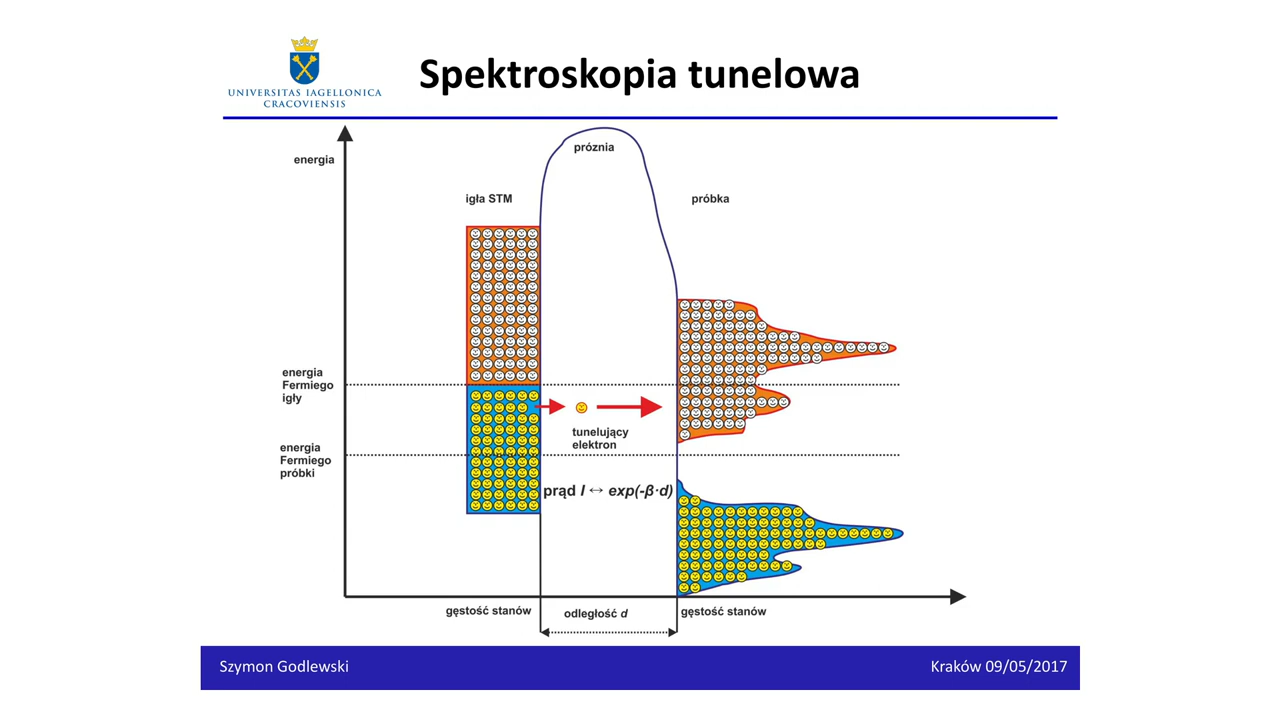 UNIVERSITAS IAGELLONICA
CRACOVIENSIS
Spektroskopia tunelowa
energia
próznia
igła STM
próbka
energia
Fermiego
igły
tunelujący
elektron
energia
Fermiego
próbki
prąd I ↔ exp(-β·d)
gęstość stanów
odległość d
gęstość stanów
Szymon Godlewski
Kraków 09/05/2017